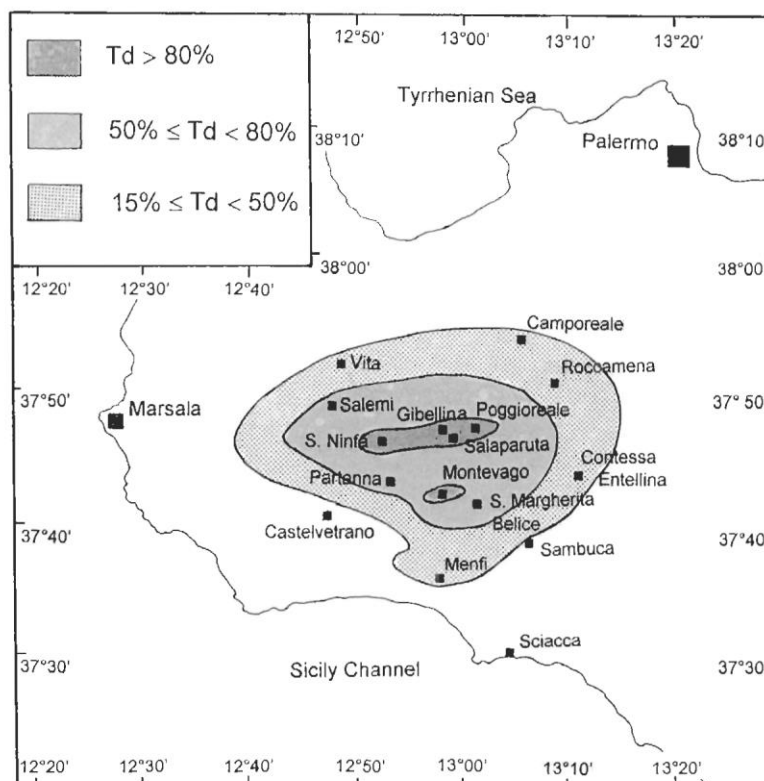 Td > 80%
50% ≤ Td < 80%
15% ≤ Td < 50%
12°50' 13°00' 13°10' 13°20'
Tyrrhenian Sea
38°10' Palermo 38°10'
38°00' 38°00'
12°20' 12°30' 12°40'
Camporeale
Vita Roccamena
37°50' 37°50'
Marsala Salemi Gibellina Poggioreale
S. Ninfa Salaparuta
Partanna Montevago Contessa
Entellina
S. Margherita
Belice
Castelvetrano
37°40' 37°40'
Sambuca
Menfi
37°30' Sciacca 37°30'
Sicily Channel
12°20' 12°30' 12°40' 12°50' 13°00' 13°10' 13°20'